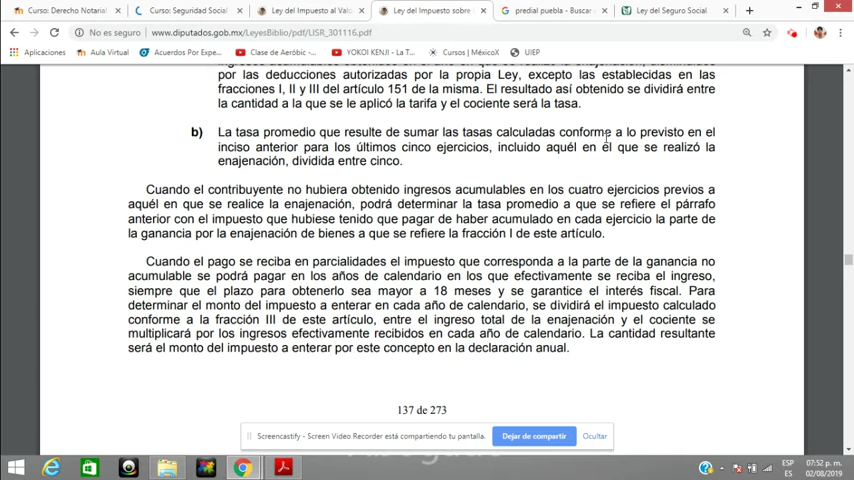 Curso: Derecho Notarial
Curso: Seguridad Social
Ley del Impuesto al Valo
Ley del Impuesto sobre
predial puebla - Buscar
Ley del Seguro Social
No es seguro | www.diputados.gob.mx/LeyesBiblio/pdf/LISR_301116.pdf
Aplicaciones
Aula Virtual
Acuerdos Por Expe...
Clase de Aeróbic -...
YOKOI KENJI - La T...
Cursos | MéxicoX
UIEP
por las deducciones autorizadas por la propia Ley, excepto las establecidas en las
fracciones I, II y III del artículo 151 de la misma. El resultado así obtenido se dividirá entre
la cantidad a la que se le aplicó la tarifa y el cociente será la tasa.
b) La tasa promedio que resulte de sumar las tasas calculadas conforme a lo previsto en el
inciso anterior para los últimos cinco ejercicios, incluido aquél en él que se realizó la
enajenación, dividida entre cinco.
Cuando el contribuyente no hubiera obtenido ingresos acumulables en los cuatro ejercicios previos a
aquél en que se realice la enajenación, podrá determinar la tasa promedio a que se refiere el párrafo
anterior con el impuesto que hubiese tenido que pagar de haber acumulado en cada ejercicio la parte de
la ganancia por la enajenación de bienes a que se refiere la fracción I de este artículo.
Cuando el pago se reciba en parcialidades el impuesto que corresponda a la parte de la ganancia no
acumulable se podrá pagar en los años de calendario en los que efectivamente se reciba el ingreso,
siempre que el plazo para obtenerlo sea mayor a 18 meses y se garantice el interés fiscal. Para
determinar el monto del impuesto a enterar en cada año de calendario, se dividirá el impuesto calculado
conforme a la fracción III de este artículo, entre el ingreso total de la enajenación y el cociente se
multiplicará por los ingresos efectivamente recibidos en cada año de calendario. La cantidad resultante
será el monto del impuesto a enterar por este concepto en la declaración anual.
137 de 273
Screencastify - Screen Video Recorder está compartiendo tu pantalla.
Dejar de compartir
Ocultar
ESP
07:52 p. m.
ES
02/08/2019